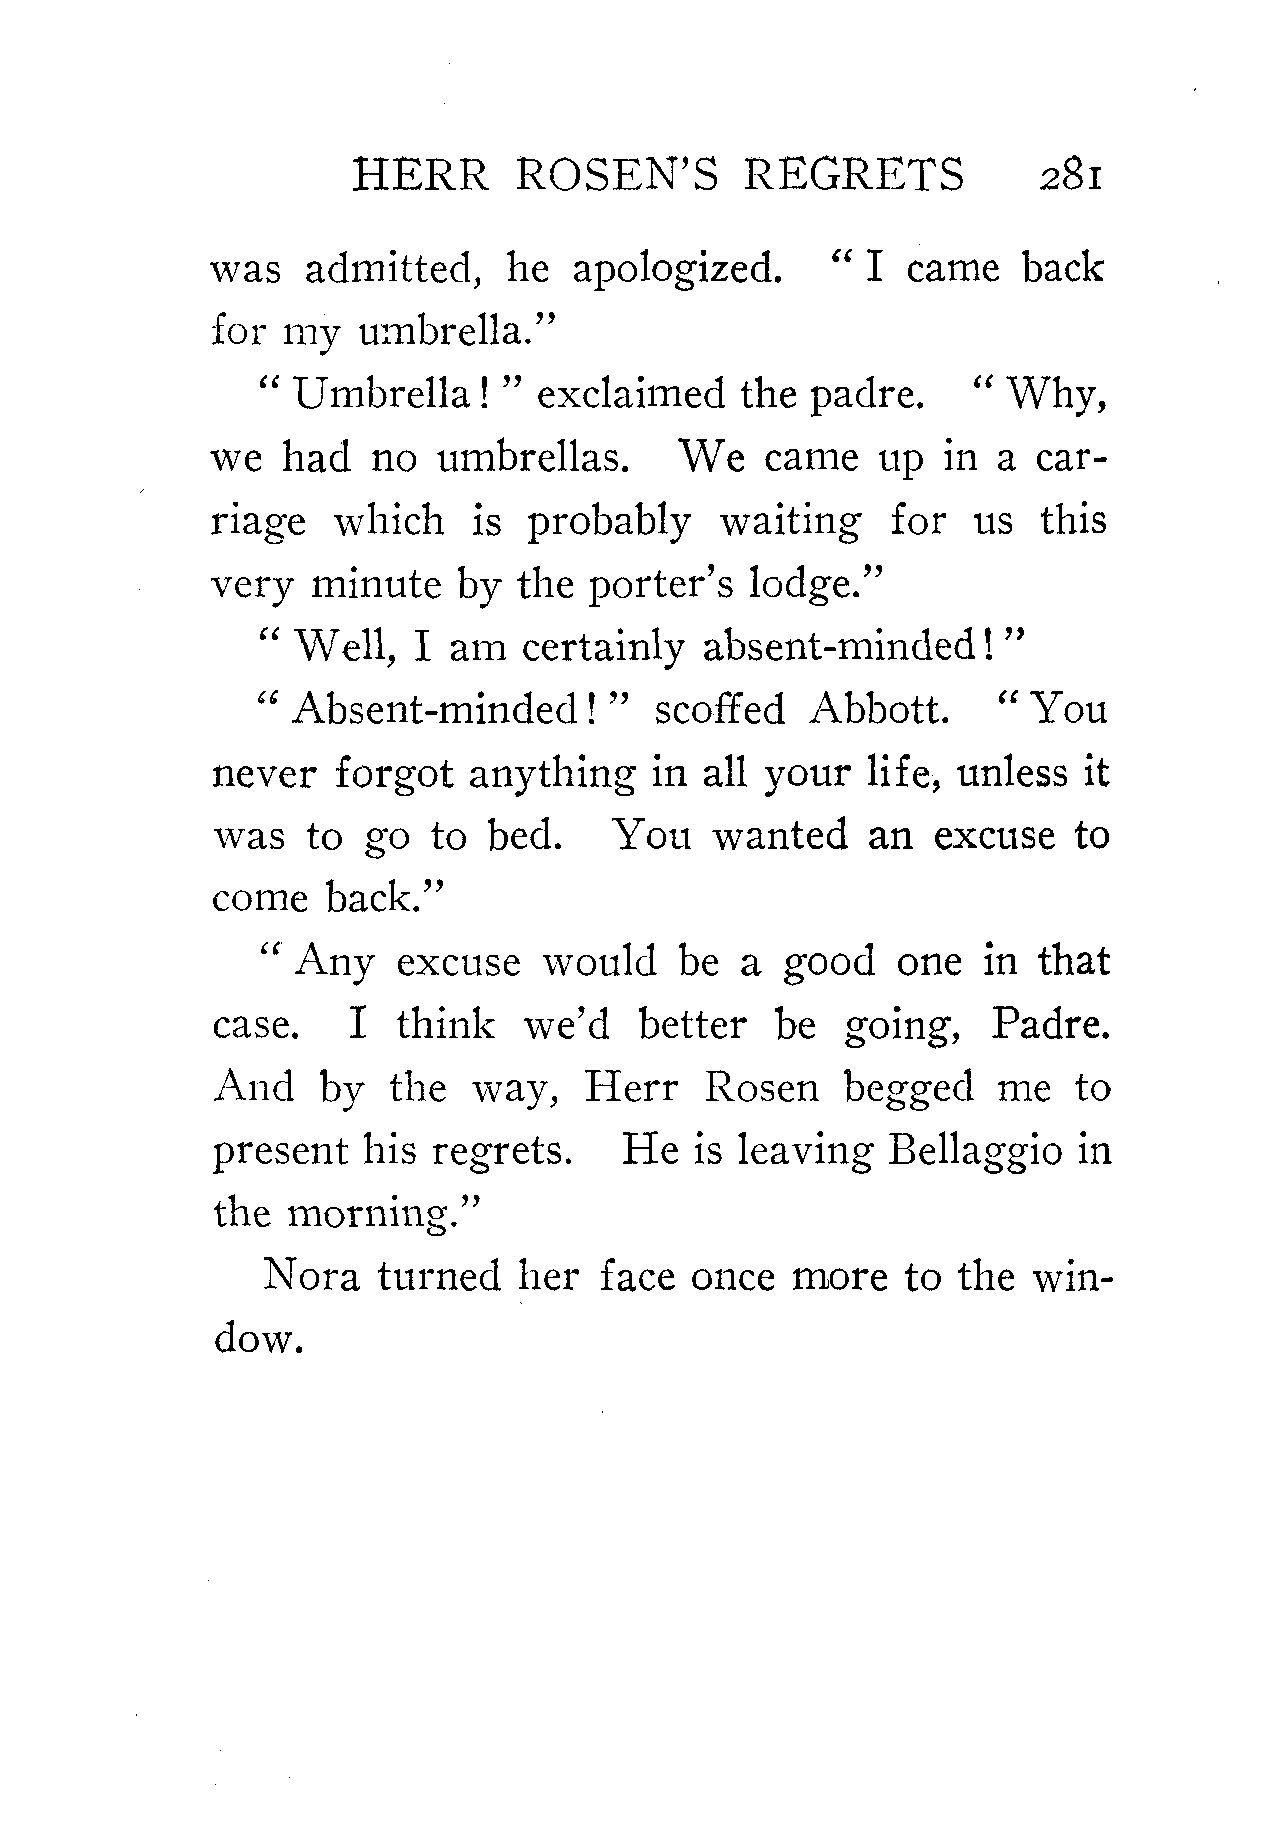 HERR ROSEN'S REGRETS 281
was admitted, he apologized. “ I came back
for my umbrella.”
“ Umbrella ! ” exclaimed the padre. “ Why,
we had no umbrellas. We came up in a car-
riage which is probably waiting for us this
very minute by the porter's lodge.”
“ Well, I am certainly absent-minded ! ”
“ Absent-minded ! ” scoffed Abbott. “ You
never forgot anything in all your life, unless it
was to go to bed. You wanted an excuse to
come back.”
“ Any excuse would be a good one in that
case. I think we'd better be going, Padre.
And by the way, Herr Rosen begged me to
present his regrets. He is leaving Bellaggio in
the morning.”
Nora turned her face once more to the win-
dow.